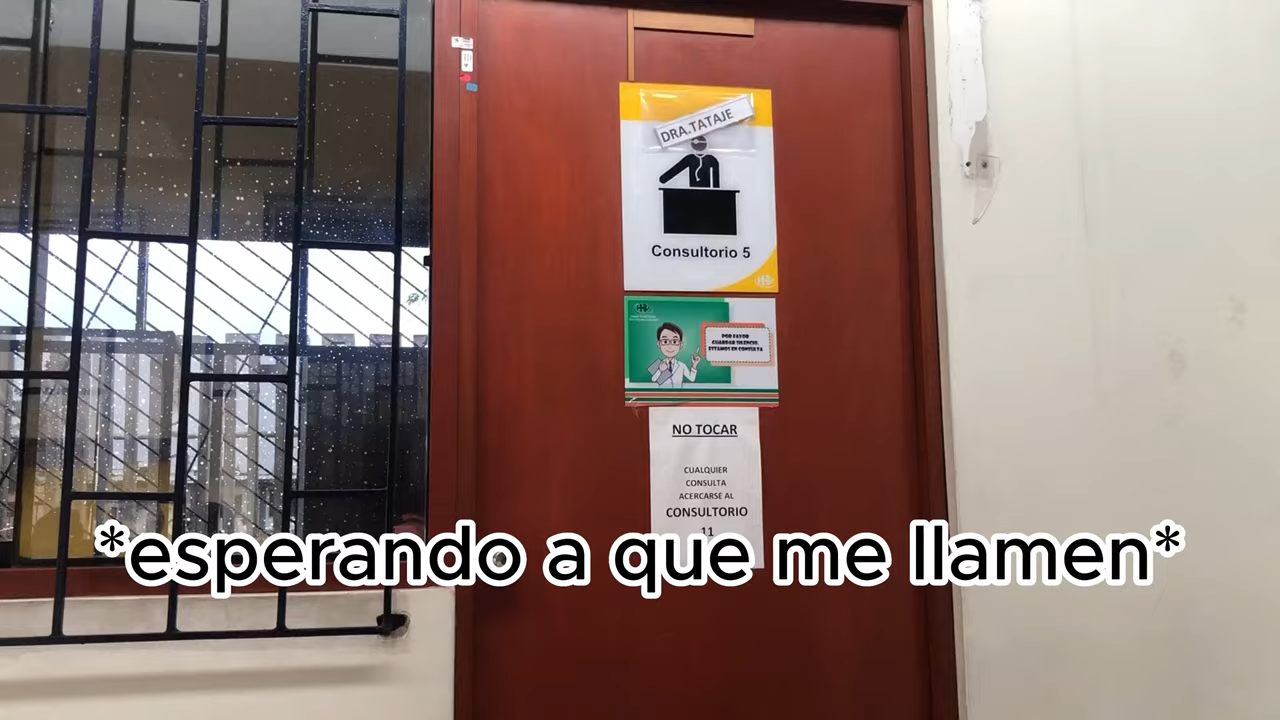 DRA.TATAJE
Consultorio 5
POR FAVOR
GUARDAR SILENCIO,
ESTAMOS EN CONSULTA
NO TOCAR
CUALQUIER
CONSULTA
ACERCARSE AL
CONSULTORIO
11
*esperando a que me llamen*